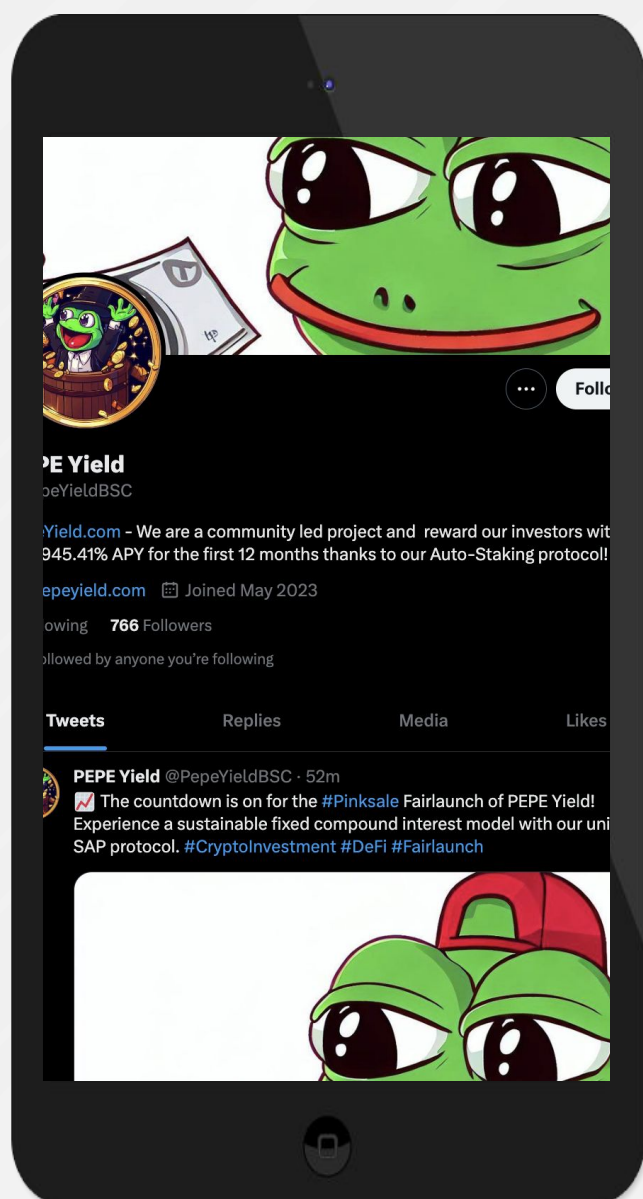 PE Yield
peYieldBSC
Yield.com - We are a community led project and reward our investors wit
945.41% APY for the first 12 months thanks to our Auto-Staking protocol!
epeyield.com Joined May 2023
owing 766 Followers
ollowed by anyone you're following
Follo
Tweets Replies Media Likes
PEPE Yield @PepeYieldBSC · 52m
📈 The countdown is on for the #Pinksale Fairlaunch of PEPE Yield!
Experience a sustainable fixed compound interest model with our uni
SAP protocol. #CryptoInvestment #DeFi #Fairlaunch